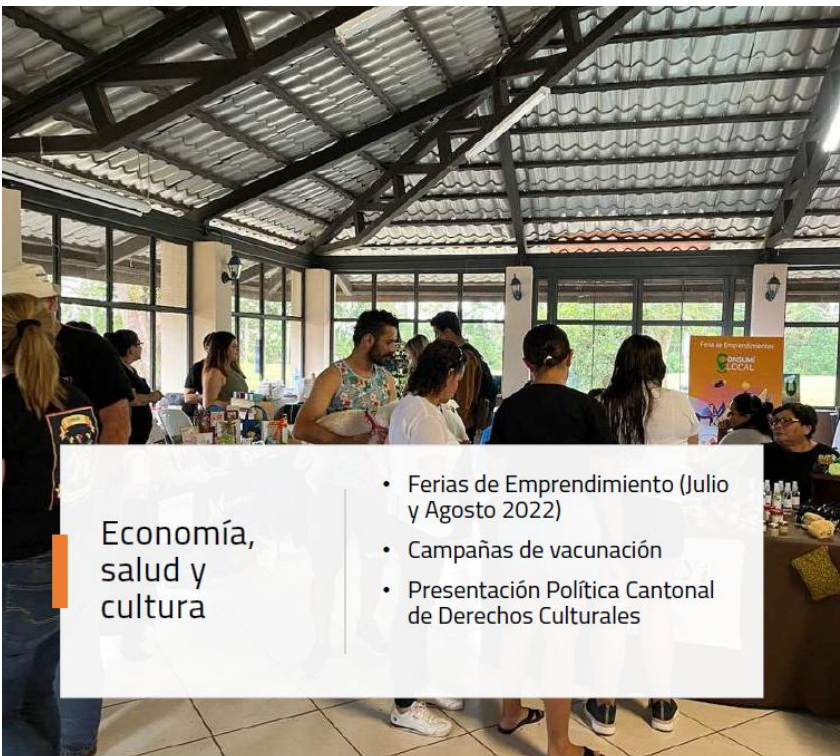 Feria de Emprendimientos
CONSUMÍ
LOCAL
Economía,
salud y
cultura
• Ferias de Emprendimiento (Julio
y Agosto 2022)
• Campañas de vacunación
• Presentación Política Cantonal
de Derechos Culturales